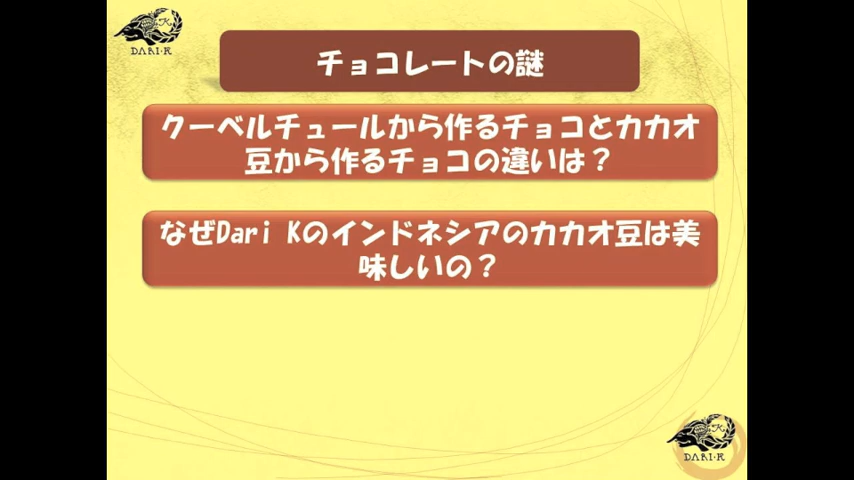 DARI・K
チョコレートの謎
クーベルチュールから作るチョコとカカオ
豆から作るチョコの違いは？
なぜDari Kのインドネシアのカカオ豆は美
味しいの？
DARI・K